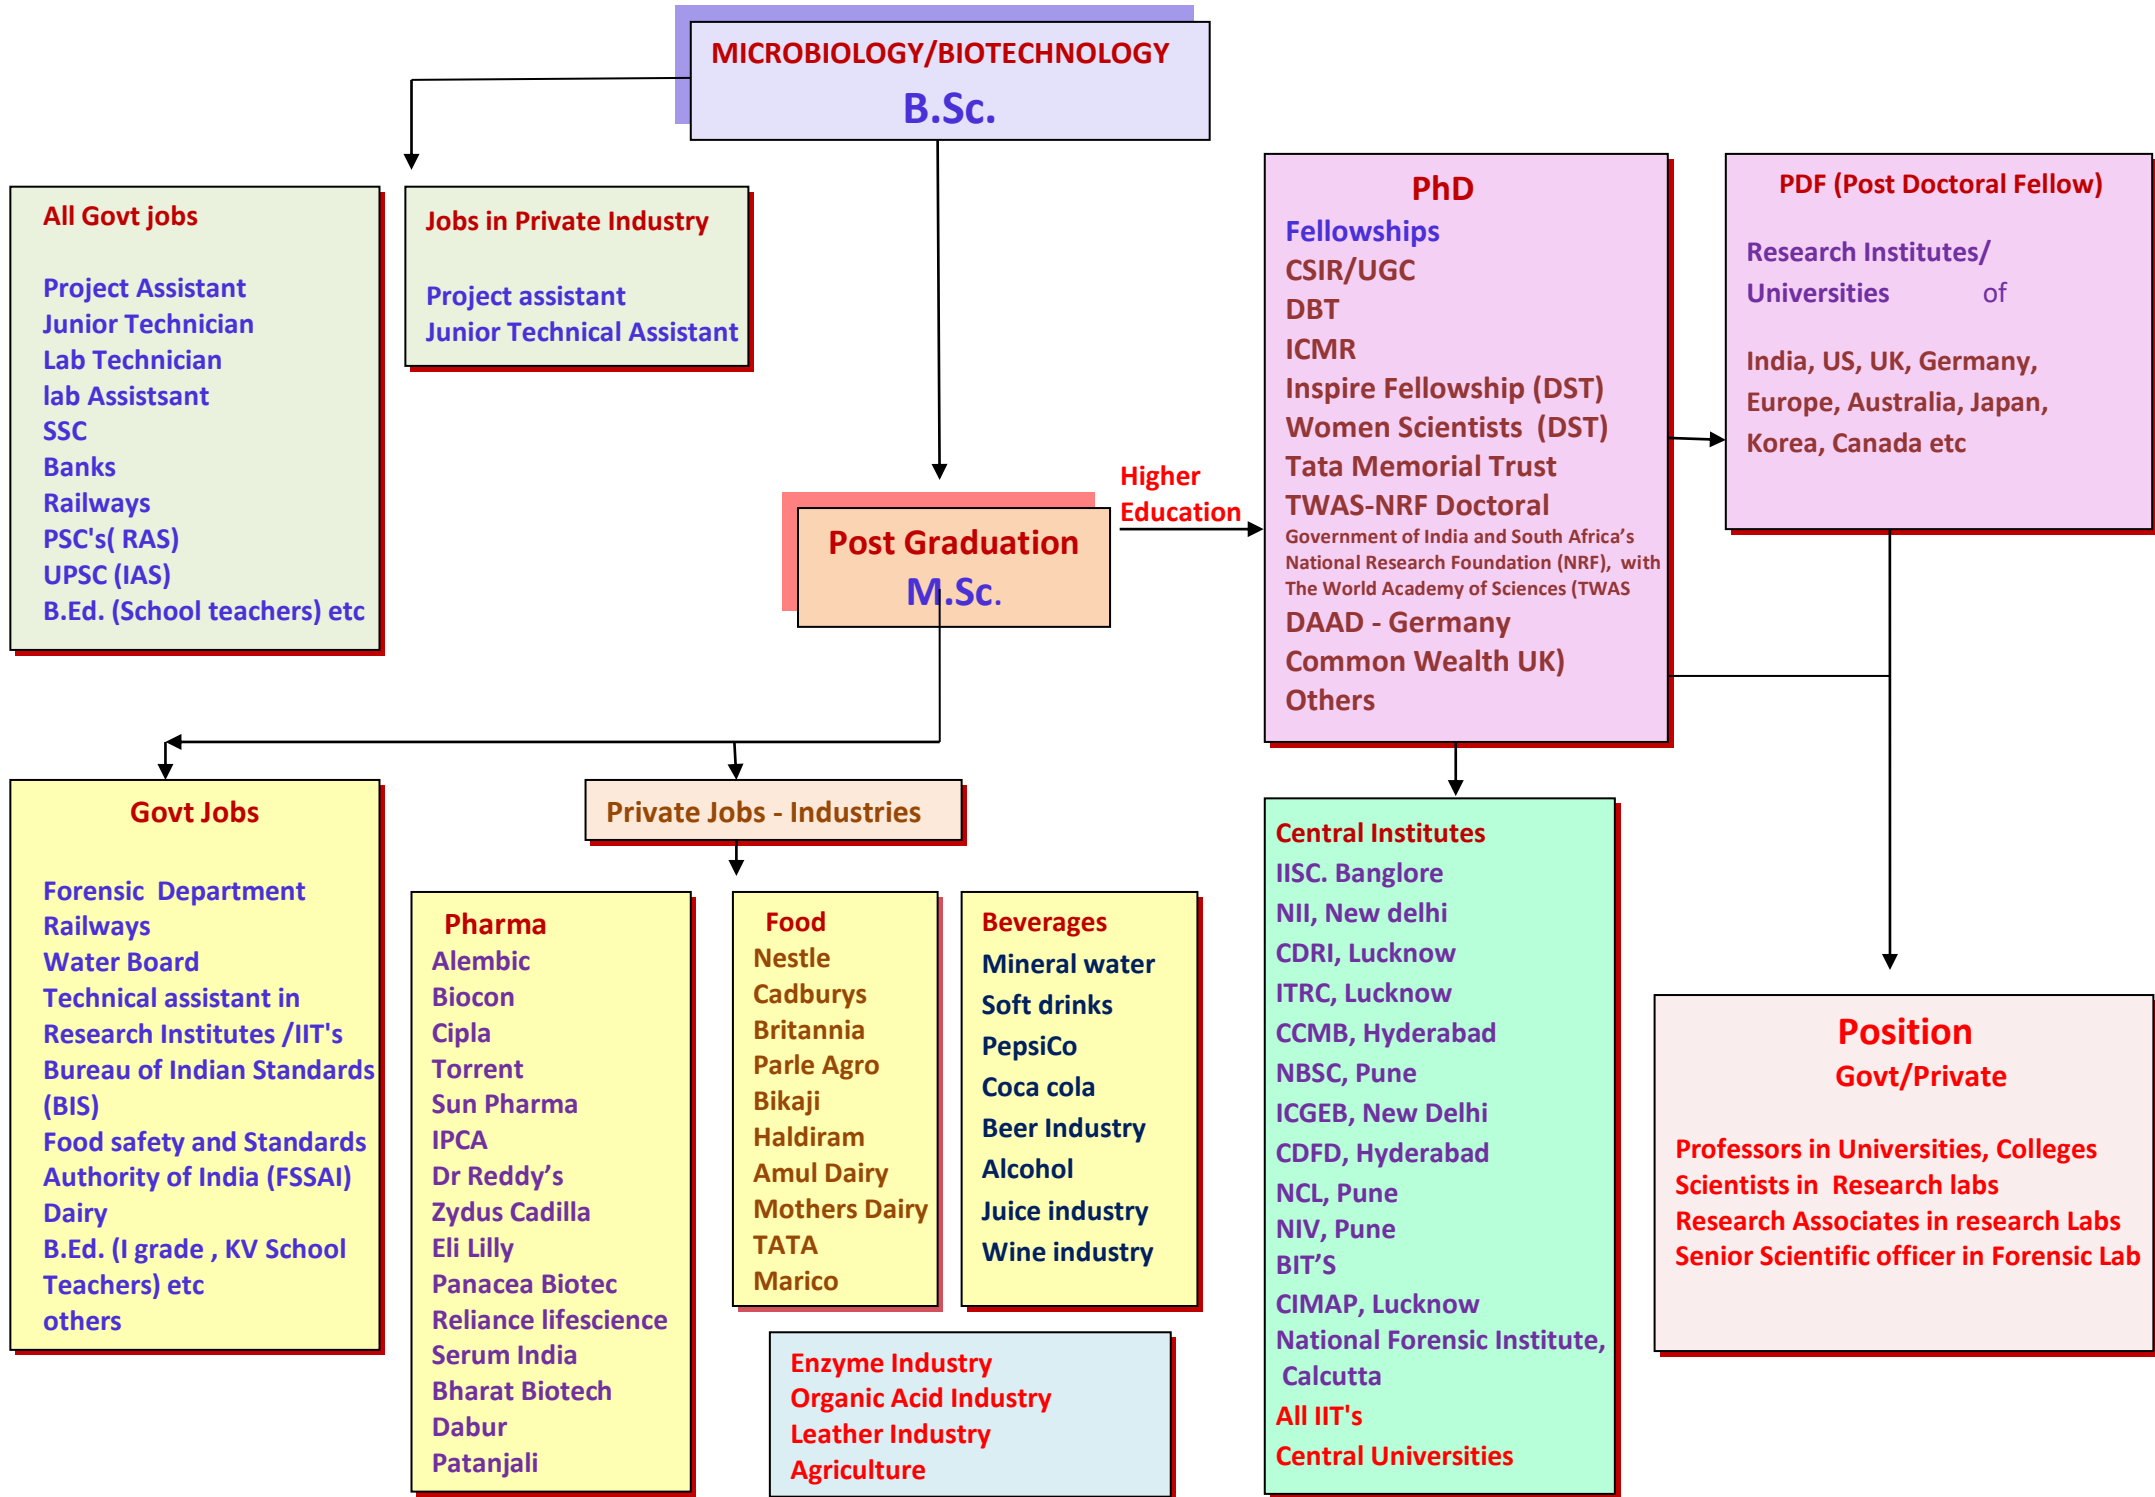 MICROBIOLOGY/BIOTECHNOLOGY
B.Sc.
All Govt jobs
Project Assistant
Junior Technician
Lab Technician
lab Assistsant
SSC
Banks
Railways
PSC's( RAS)
UPSC (IAS)
B.Ed. (School teachers) etc
Jobs in Private Industry
Project assistant
Junior Technical Assistant
Post Graduation
M.Sc.
Higher
Education
PhD
Fellowships
CSIR/UGC
DBT
ICMR
Inspire Fellowship (DST)
Women Scientists (DST)
Tata Memorial Trust
TWAS-NRF Doctoral
Government of India and South Africa’s
National Research Foundation (NRF), with
The World Academy of Sciences (TWAS
DAAD - Germany
Common Wealth UK)
Others
PDF (Post Doctoral Fellow)
Research Institutes/
Universities of
India, US, UK, Germany,
Europe, Australia, Japan,
Korea, Canada etc
Govt Jobs
Forensic Department
Railways
Water Board
Technical assistant in
Research Institutes /IIT's
Bureau of Indian Standards
(BIS)
Food safety and Standards
Authority of India (FSSAI)
Dairy
B.Ed. (I grade , KV School
Teachers) etc
others
Private Jobs - Industries
Pharma
Alembic
Biocon
Cipla
Torrent
Sun Pharma
IPCA
Dr Reddy’s
Zydus Cadilla
Eli Lilly
Panacea Biotec
Reliance lifescience
Serum India
Bharat Biotech
Dabur
Patanjali
Food
Nestle
Cadburys
Britannia
Parle Agro
Bikaji
Haldiram
Amul Dairy
Mothers Dairy
TATA
Marico
Beverages
Mineral water
Soft drinks
PepsiCo
Coca cola
Beer Industry
Alcohol
Juice industry
Wine industry
Enzyme Industry
Organic Acid Industry
Leather Industry
Agriculture
Central Institutes
IISC. Banglore
NII, New delhi
CDRI, Lucknow
ITRC, Lucknow
CCMB, Hyderabad
NBSC, Pune
ICGEB, New Delhi
CDFD, Hyderabad
NCL, Pune
NIV, Pune
BIT’S
CIMAP, Lucknow
National Forensic Institute,
Calcutta
All IIT's
Central Universities
Position
Govt/Private
Professors in Universities, Colleges
Scientists in Research labs
Research Associates in research Labs
Senior Scientific officer in Forensic Lab